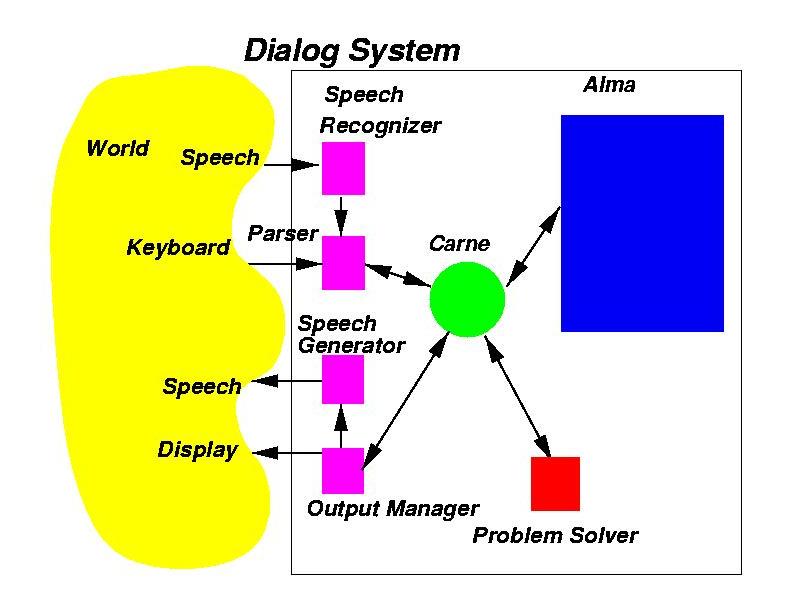 Dialog System
Alma
Speech
Recognizer
World
Speech
Parser
Keyboard
Carne
Speech
Generator
Speech
Display
Output Manager
Problem Solver